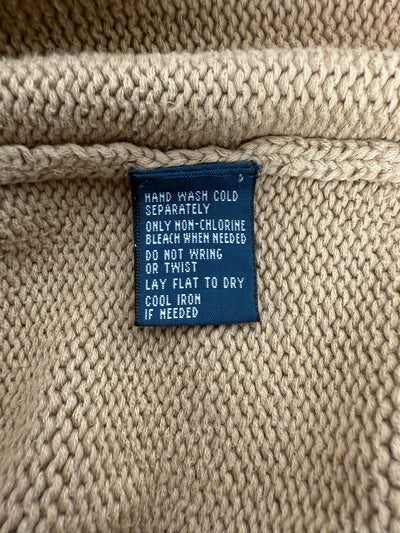 HAND WASH COLD
SEPARATELY
ONLY NON-CHLORINE
BLEACH WHEN NEEDED
DO NOT WRING
OR TWIST
LAY FLAT TO DRY
COOL IRON
IF NEEDED